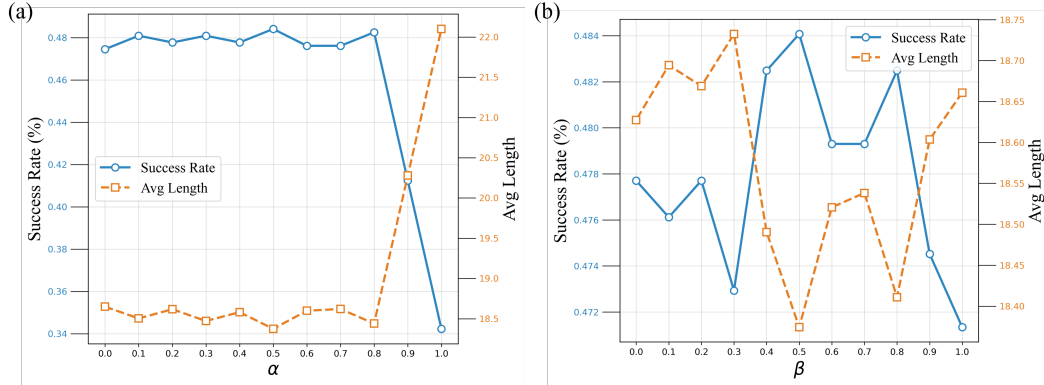 (a)
Success Rate (%)
0.48
0.46
0.44
0.42
0.40
0.38
0.36
0.34
Success Rate
Avg Length
0.0 0.1 0.2 0.3 0.4 0.5 0.6 0.7 0.8 0.9 1.0
α
22.0
21.5
21.0
20.5
20.0
19.5
19.0
18.5
Avg Length
(b)
Success Rate (%)
0.484
0.482
0.480
0.478
0.476
0.474
0.472
Success Rate
Avg Length
0.0 0.1 0.2 0.3 0.4 0.5 0.6 0.7 0.8 0.9 1.0
β
18.75
18.70
18.65
18.60
18.55
18.50
18.45
18.40
Avg Length